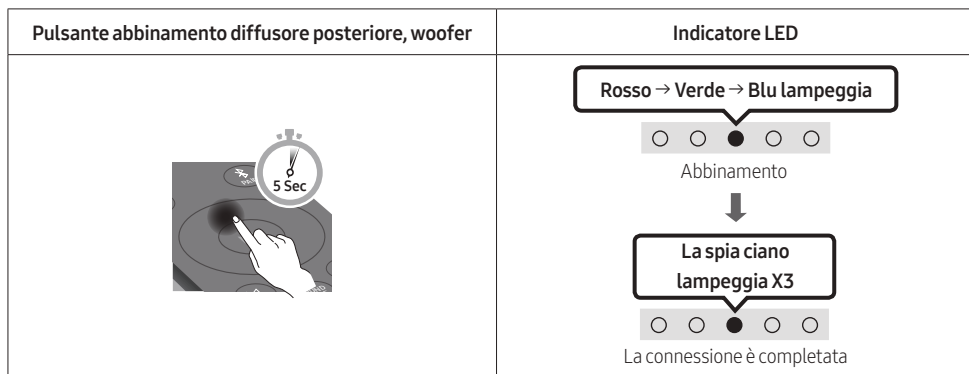 Pulsante abbinamento diffusore posteriore, woofer
Indicatore LED
5 Sec
Rosso → Verde → Blu lampeggia
Abbinamento
La spia ciano
lampeggia X3
La connessione è completata